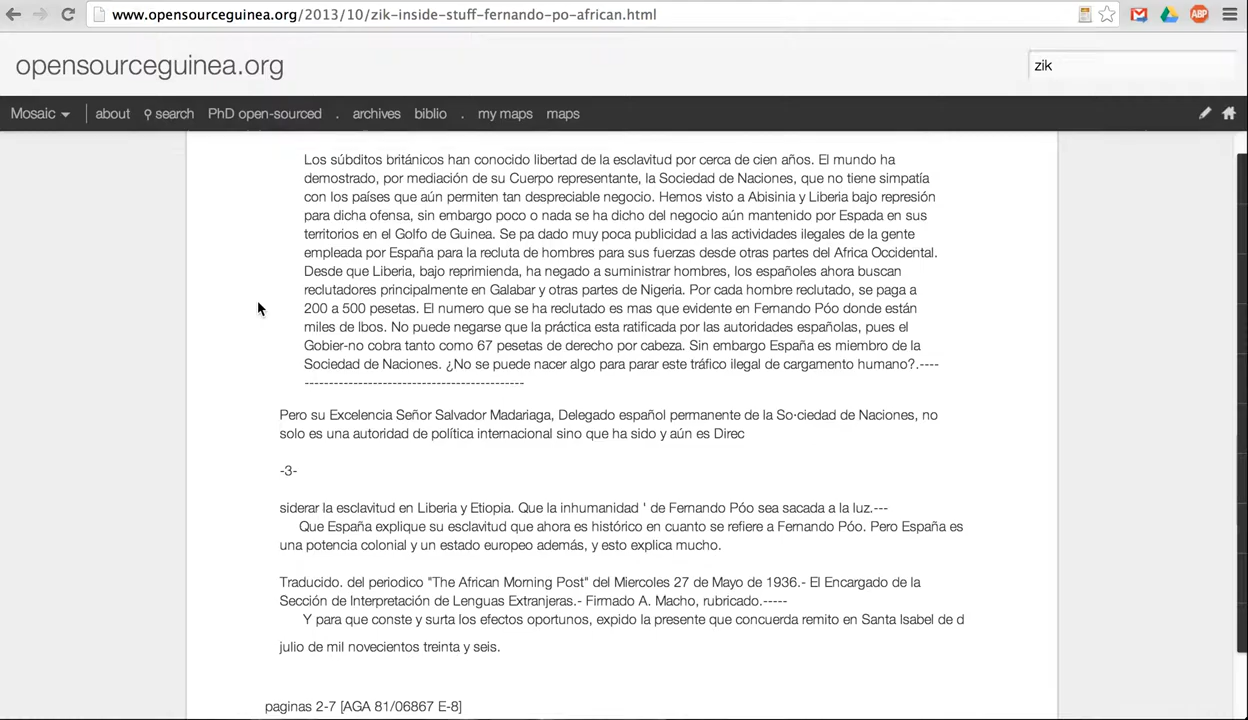 www.opensourceguinea.org/2013/10/zik-inside-stuff-fernando-po-african.html
ABP
opensourceguinea.org
zik
Mosaic about search PhD open-sourced . archives biblio . my maps maps
Los súbditos británicos han conocido libertad de la esclavitud por cerca de cien años. El mundo ha
demostrado, por mediación de su Cuerpo representante, la Sociedad de Naciones, que no tiene simpatía
con los países que aún permiten tan despreciable negocio. Hemos visto a Abisinia y Liberia bajo represión
para dicha ofensa, sin embargo poco o nada se ha dicho del negocio aún mantenido por Espada en sus
territorios en el Golfo de Guinea. Se pa dado muy poca publicidad a las actividades ilegales de la gente
empleada por España para la recluta de hombres para sus fuerzas desde otras partes del Africa Occidental.
Desde que Liberia, bajo reprimienda, ha negado a suministrar hombres, los españoles ahora buscan
reclutadores principalmente en Galabar y otras partes de Nigeria. Por cada hombre reclutado, se paga a
200 a 500 pesetas. El numero que se ha reclutado es mas que evidente en Fernando Póo donde están
miles de Ibos. No puede negarse que la práctica esta ratificada por las autoridades españolas, pues el
Gobier-no cobra tanto como 67 pesetas de derecho por cabeza. Sin embargo España es miembro de la
Sociedad de Naciones. ¿No se puede nacer algo para parar este tráfico ilegal de cargamento humano?.----
---------------------------------------------
Pero su Excelencia Señor Salvador Madariaga, Delegado español permanente de la So·ciedad de Naciones, no
solo es una autoridad de política internacional sino que ha sido y aún es Direc
-3-
siderar la esclavitud en Liberia y Etiopia. Que la inhumanidad ' de Fernando Póo sea sacada a la luz.---
Que España explique su esclavitud que ahora es histórico en cuanto se refiere a Fernando Póo. Pero España es
una potencia colonial y un estado europeo además, y esto explica mucho.
Traducido. del periodico "The African Morning Post" del Miercoles 27 de Mayo de 1936.- El Encargado de la
Sección de Interpretación de Lenguas Extranjeras.- Firmado A. Macho, rubricado.-----
Y para que conste y surta los efectos oportunos, expido la presente que concuerda remito en Santa Isabel de d
julio de mil novecientos treinta y seis.
paginas 2-7 [AGA 81/06867 E-8]